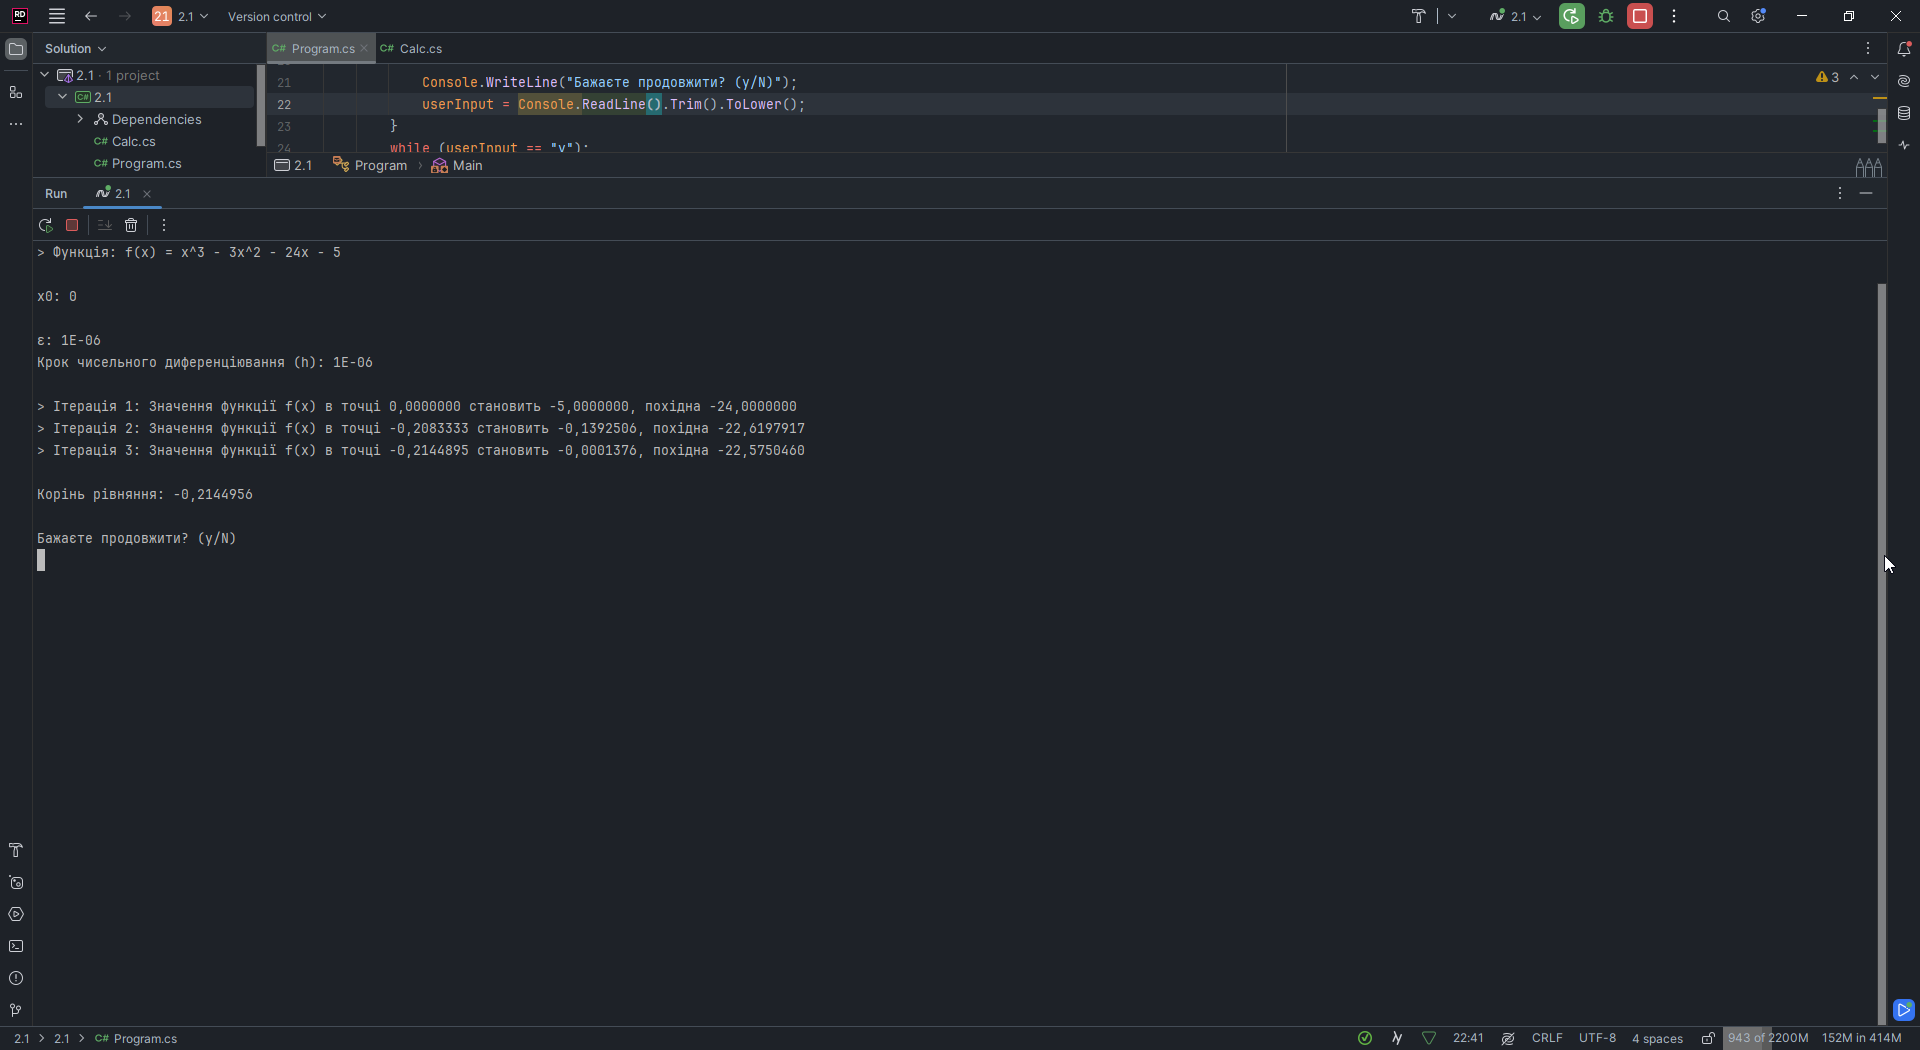 RD 21 2.1 Version control 2.1
Solution
C# Program.cs C# Calc.cs
2.1 · 1 project
C# 2.1
Dependencies
C# Calc.cs
C# Program.cs
21 Console.WriteLine("Бажаєте продовжити? (y/N)");
3
22 userInput = Console.ReadLine().Trim().ToLower();
23 }
24 while (userInput == "y");
2.1 Program Main
Run 2.1
> Функція: f(x) = x^3 - 3x^2 - 24x - 5
x0: 0
ε: 1E-06
Крок чисельного диференціювання (h): 1E-06
> Ітерація 1: Значення функції f(x) в точці 0,0000000 становить -5,0000000, похідна -24,0000000
> Ітерація 2: Значення функції f(x) в точці -0,2083333 становить -0,1392506, похідна -22,6197917
> Ітерація 3: Значення функції f(x) в точці -0,2144895 становить -0,0001376, похідна -22,5750460
Корінь рівняння: -0,2144956
Бажаєте продовжити? (y/N)
2.1 > 2.1 > C# Program.cs
22:41 CRLF UTF-8 4 spaces 943 of 2200M 152M in 414M